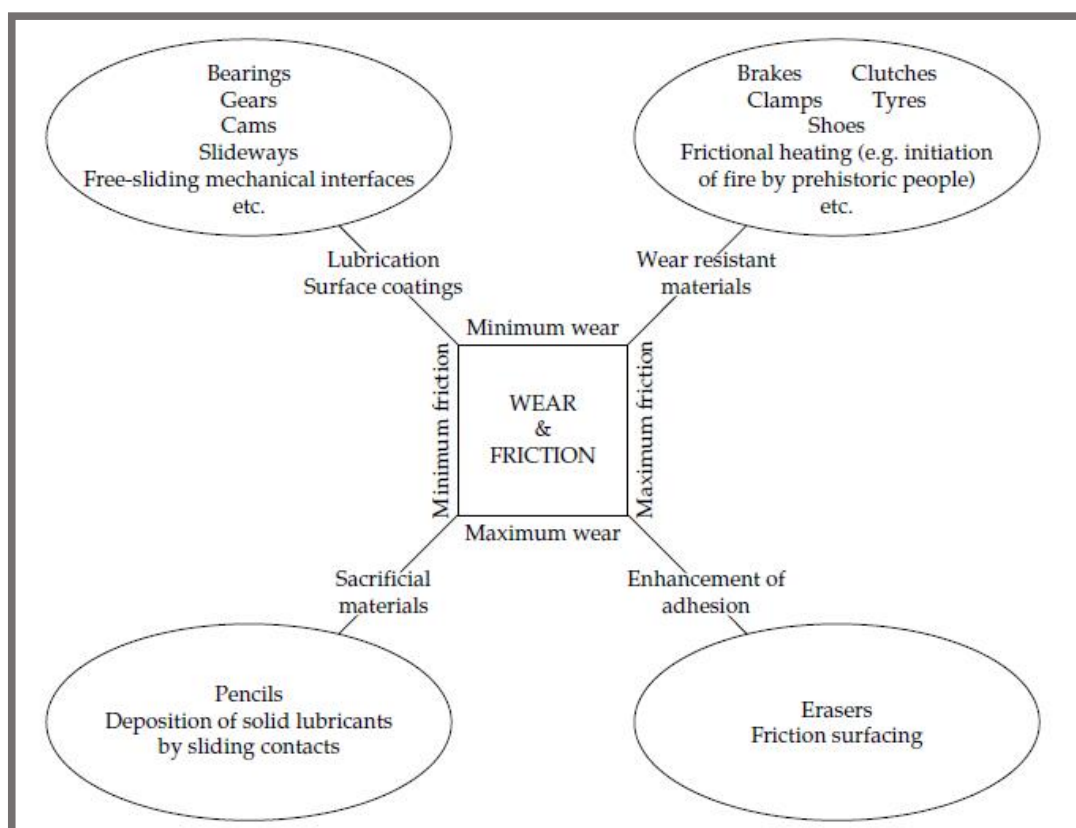 Bearings
Gears
Cams
Slideways
Free-sliding mechanical interfaces
etc.
Brakes Clutches
Clamps Tyres
Shoes
Frictional heating (e.g. initiation
of fire by prehistoric people)
etc.
Lubrication
Surface coatings
Wear resistant
materials
Minimum wear
Minimum friction
WEAR
&
FRICTION
Maximum friction
Maximum wear
Sacrificial
materials
Enhancement of
adhesion
Pencils
Deposition of solid lubricants
by sliding contacts
Erasers
Friction surfacing